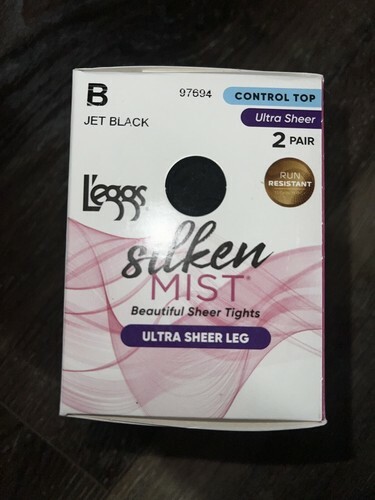 B
97694
CONTROL TOP
JET BLACK
Ultra Sheer
2 PAIR
RUN
RESISTANT
L'eggs
silken
MIST®
Beautiful Sheer Tights
ULTRA SHEER LEG